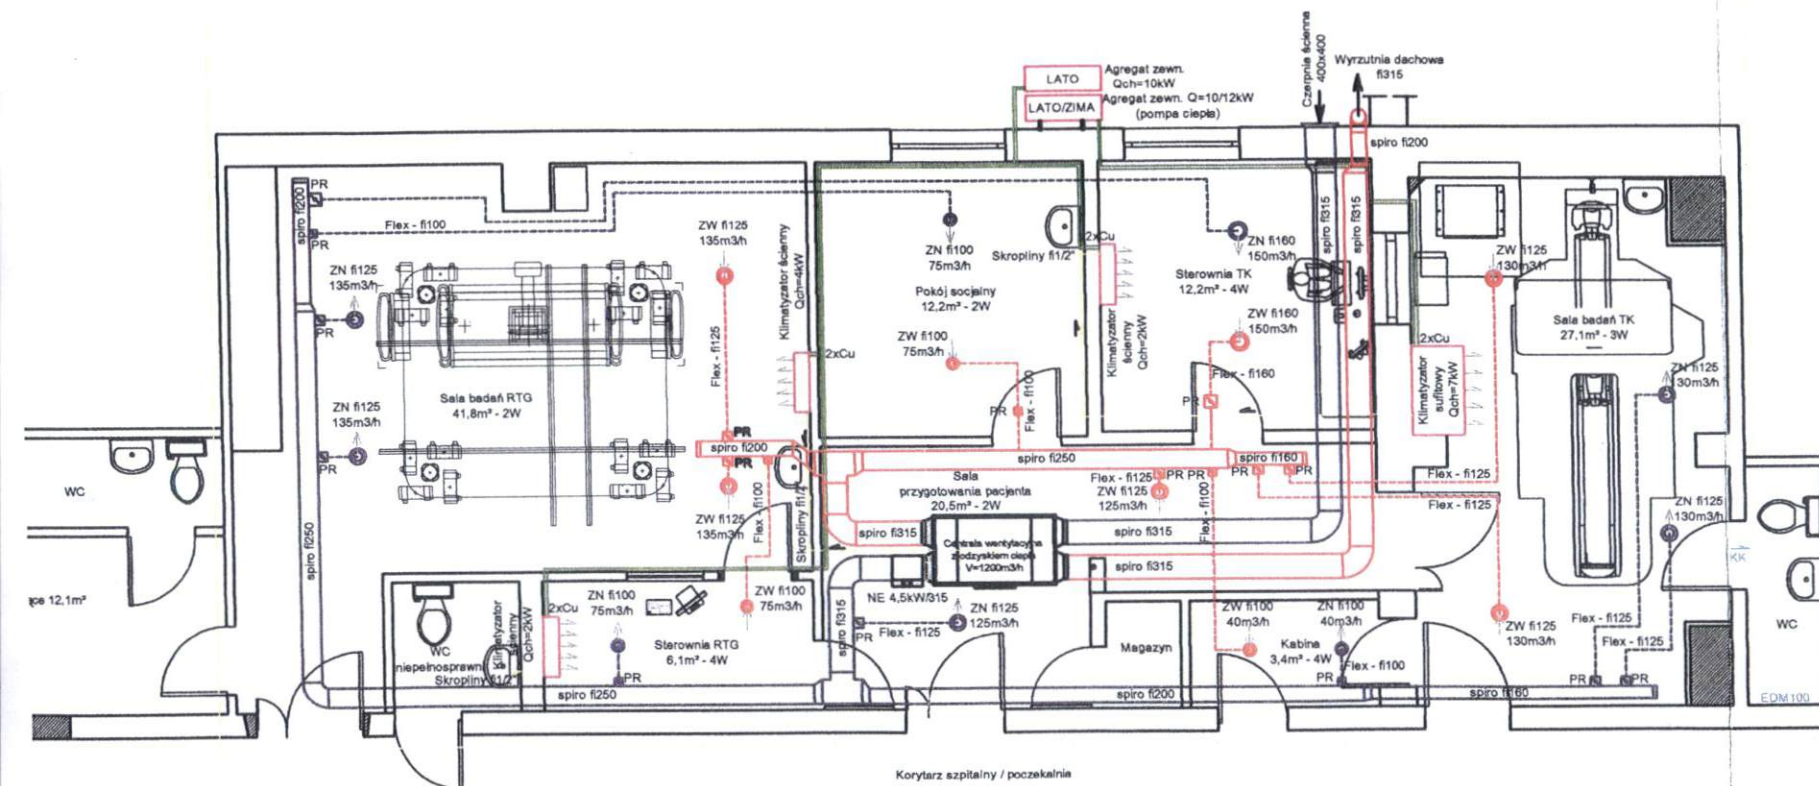 LATO
Agregat zewn.
Qch=10kW
LATO/ZIMA
Agregat zewn. Q=10/12kW
(pompa ciepła)
Czerpnia ścienna
400x400
Wyrzutnia dachowa
fi315
spiro fi200
PR
spiro fi200
PR
Flex - fi100
ZN fi125
135m3/h
PR
ZN fi125
135m3/h
PR
Sala badań RTG
41,8m² - 2W
ZW fi125
135m3/h
Flex - fi125
Klimatyzator ścienny
Qch=4kW
2xCu
PR
spiro fi200
PR
ZW fi125
135m3/h
Flex - fi100
Skropliny fi1/2"
ZN fi100
75m3/h
Pokój socjalny
12,2m² - 2W
ZW fi100
75m3/h
PR
Flex - fi100
Skropliny fi1/2"
2xCu
Klimatyzator
ścienny
Qch=2kW
ZN fi160
150m3/h
Sterownia TK
12,2m² - 4W
ZW fi160
150m3/h
Flex - fi160
PR
spiro fi315
spiro fi315
2xCu
Klimatyzator
sufitowy
Qch=7kW
ZW fi125
130m3/h
Sala badań TK
27,1m² - 3W
ZN fi125
130m3/h
ZN fi125
130m3/h
Flex - fi125
Flex - fi125
spiro fi250
spiro fi160
Sala
przygotowania pacjenta
20,5m² - 2W
Flex - fi125
PR
PR
PR
PR
ZW fi125
125m3/h
Flex - fi100
spiro fi315
Centrala wentylacyjna
z odzyskiem ciepła
V=1200m3/h
spiro fi315
spiro fi315
NE 4,5kW/315
ZN fi125
125m3/h
PR
Flex - fi125
spiro fi315
WC
spiro fi250
12,1m²
WC
niepełnosprawn
Skropliny fi1/2"
Klimatyzator
ścienny
Qch=2kW
2xCu
ZN fi100
75m3/h
ZW fi100
75m3/h
Sterownia RTG
6,1m² - 4W
PR
spiro fi250
Magazyn
ZW fi100
40m3/h
ZN fi100
40m3/h
Kabina
3,4m² - 4W
Flex - fi100
PR
spiro fi200
spiro fi160
ZW fi125
130m3/h
Flex - fi125
Flex - fi125
PR
PR
KK
WC
EDM100
Korytarz szpitalny / poczekalnia